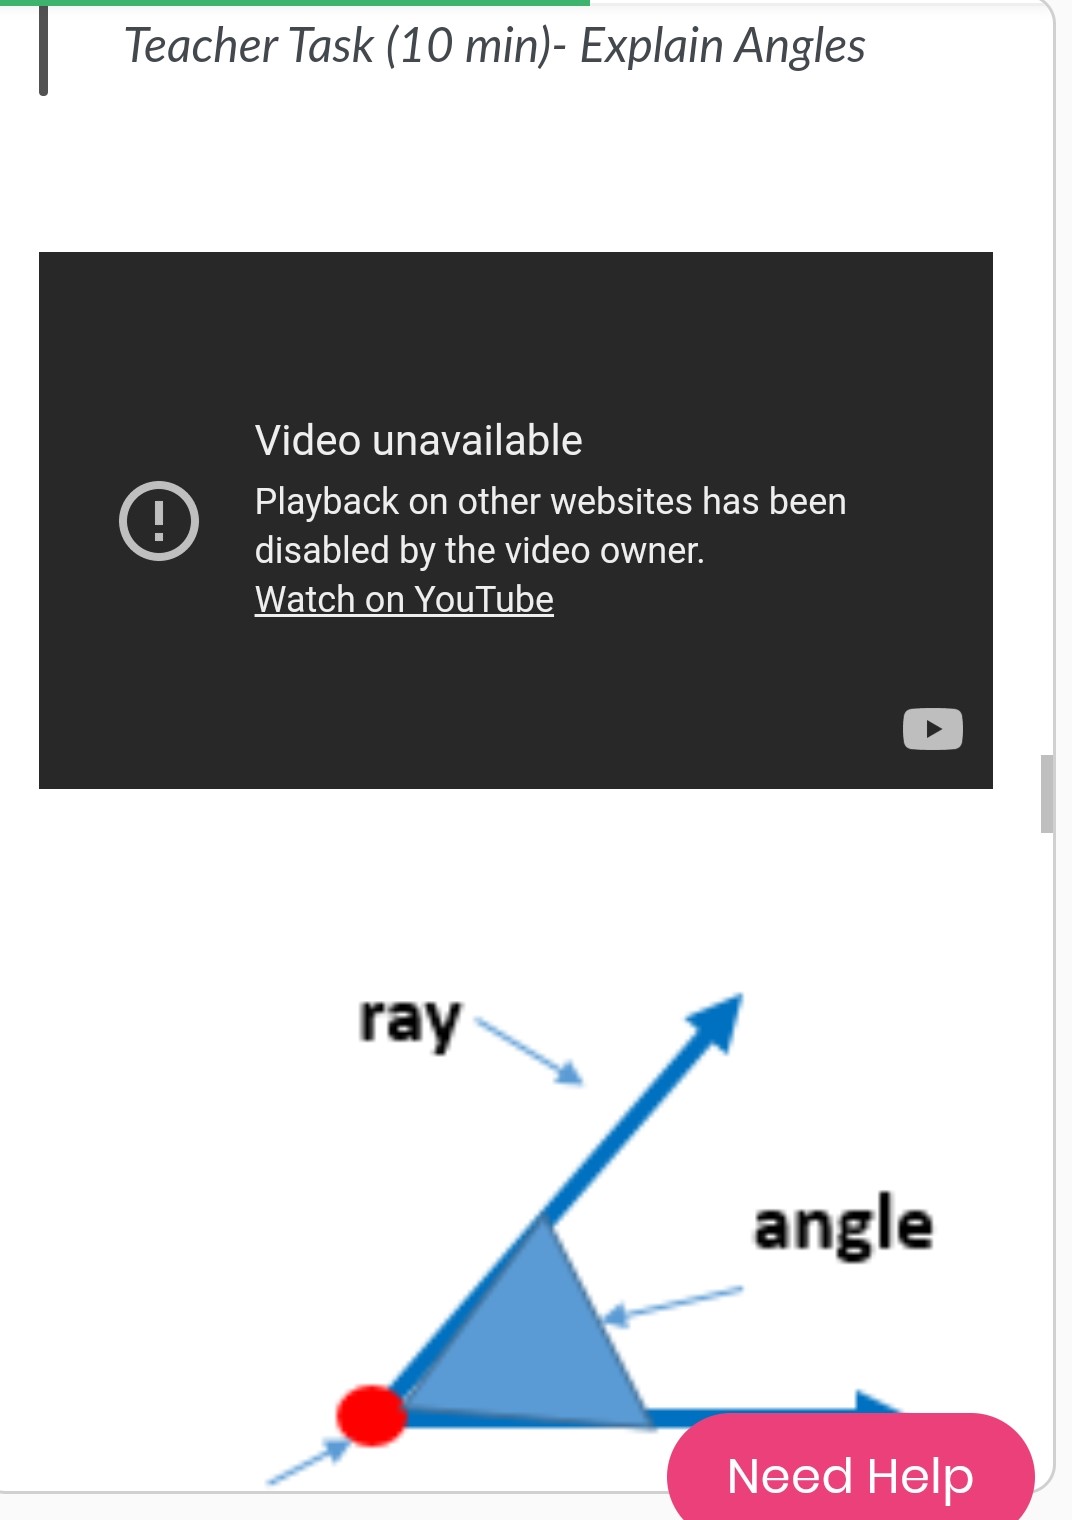 Teacher Task (10 min)- Explain Angles
Video unavailable
Playback on other websites has been
disabled by the video owner.
Watch on YouTube
ray
angle
Need Help